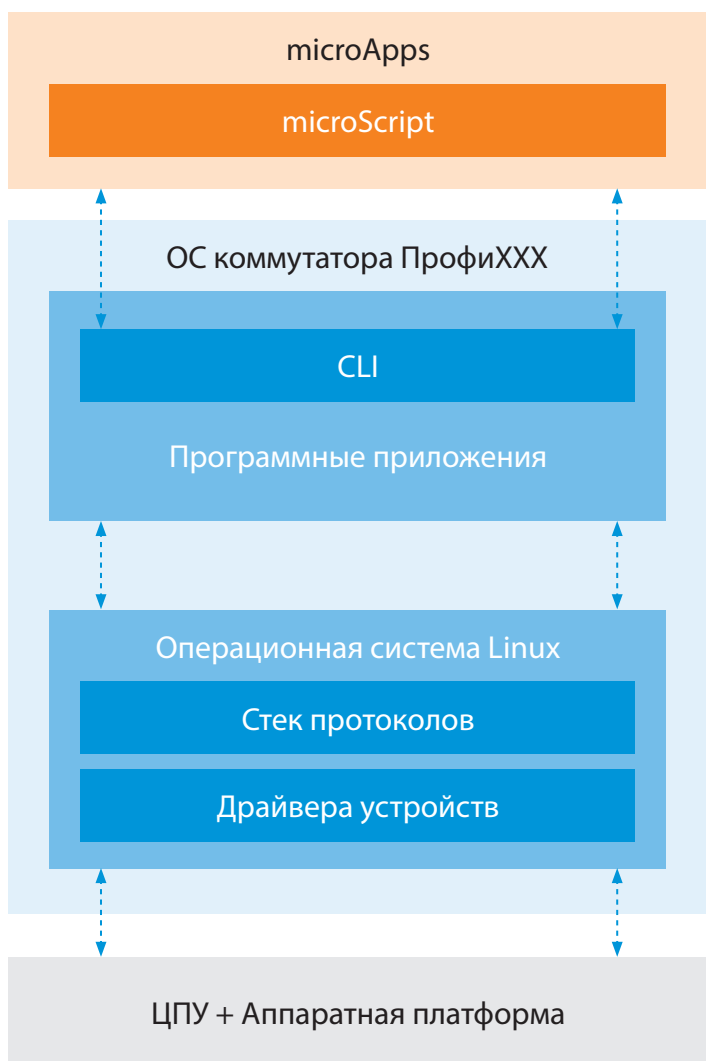 microApps
microScript
ОС коммутатора ПрофиXXX
CLI
Программные приложения
Операционная система Linux
Стек протоколов
Драйвера устройств
ЦПУ + Аппаратная платформа